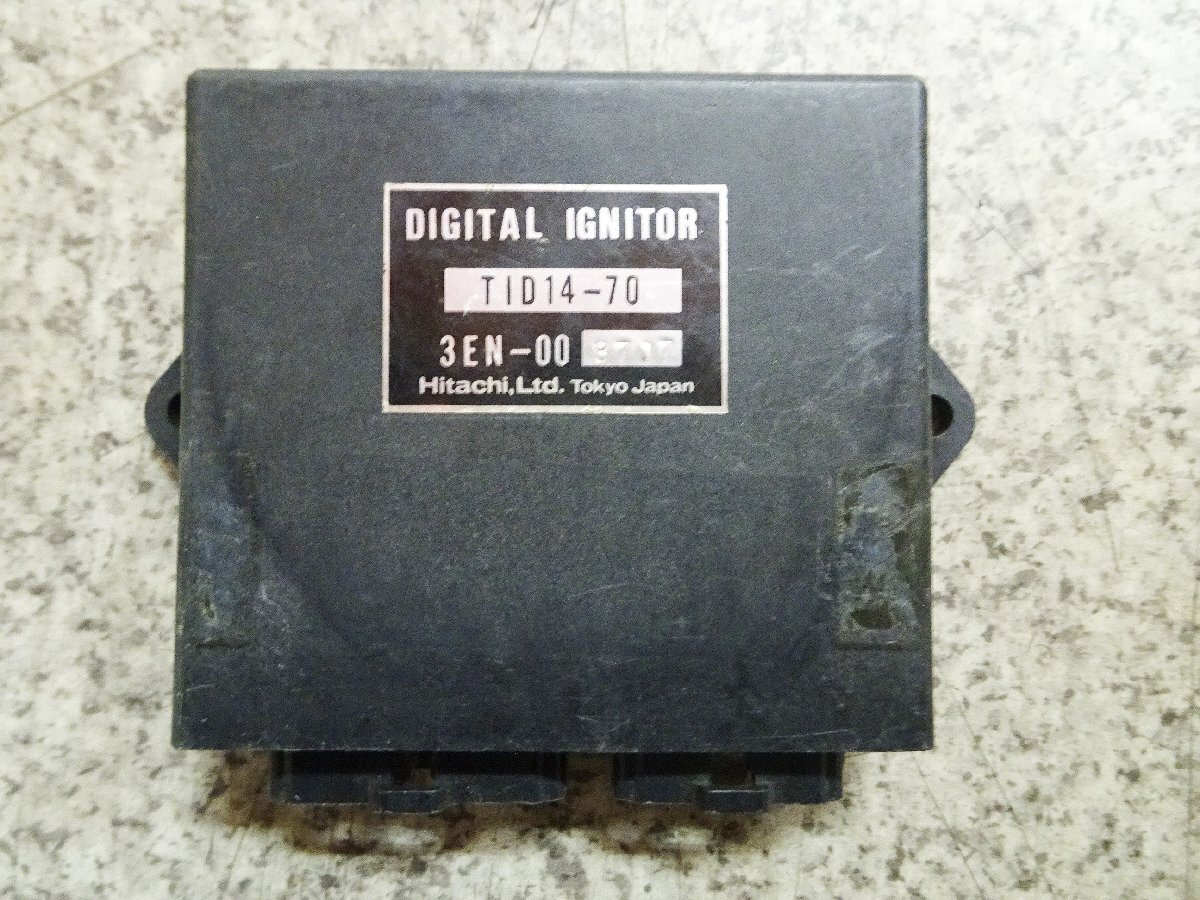 DIGITAL IGNITOR
TID14-70
3EN-00
Hitachi, Ltd. Tokyo Japan